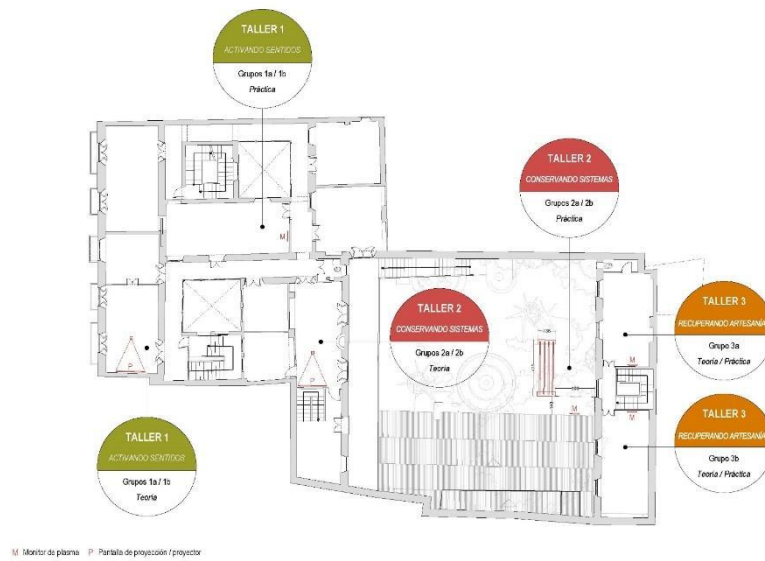 TALLER 1
ACTIVANDO SENTIDOS
Grupos 1a / 1b
Práctica
TALLER 2
CONSERVANDO SISTEMAS
Grupos 2a / 2b
Práctica
M
TALLER 2
CONSERVANDO SISTEMAS
Grupos 2a / 2b
Teoría
TALLER 3
RECUPERANDO ARTESANÍA
Grupo 3a
Teoría / Práctica
M
P
P
M
M
TALLER 3
RECUPERANDO ARTESANÍA
Grupo 3b
Teoría / Práctica
TALLER 1
ACTIVANDO SENTIDOS
Grupos 1a / 1b
Teoría
M Monitor de plasma P Pantalla de proyección / proyector